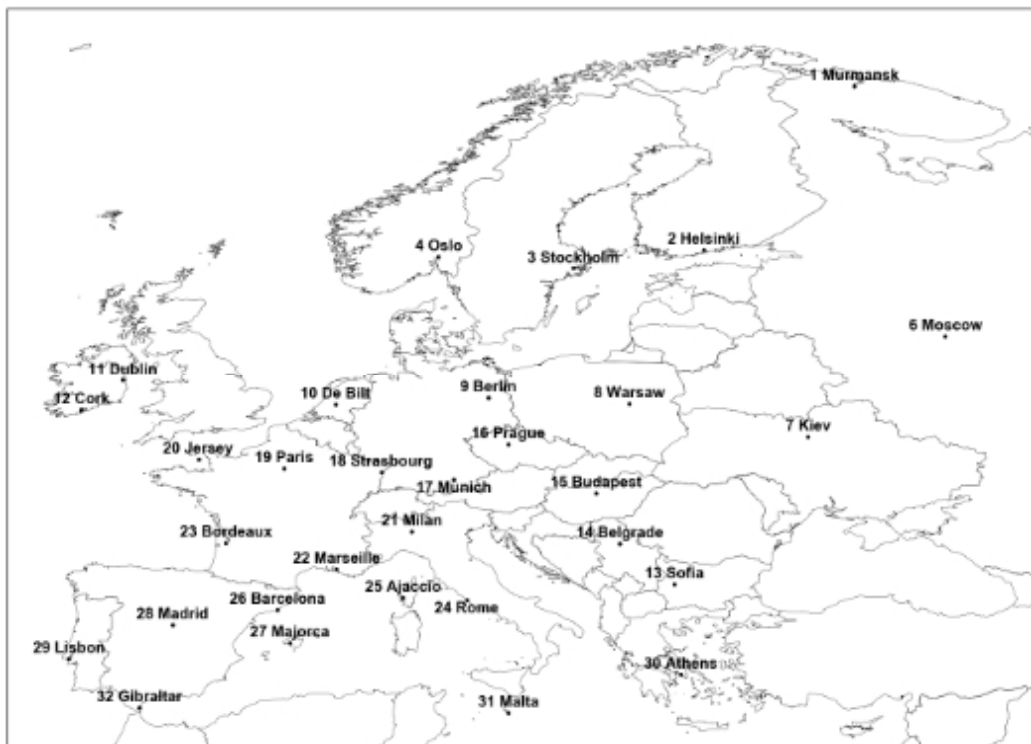 1 Murmansk
2 Helsinki
4 Oslo
3 Stockholm
6 Moscow
11 Dublin
10 De Bilt
9 Berlin
8 Warsaw
12 Cork
7 Kiev
16 Prague
20 Jersey
19 Paris
18 Strasbourg
17 Munich
15 Budapest
21 Milan
23 Bordeaux
14 Belgrade
22 Marseille
13 Sofia
25 Ajaccio
26 Barcelona
24 Rome
28 Madrid
27 Majorca
29 Lisbon
30 Athens
32 Gibraltar
31 Malta